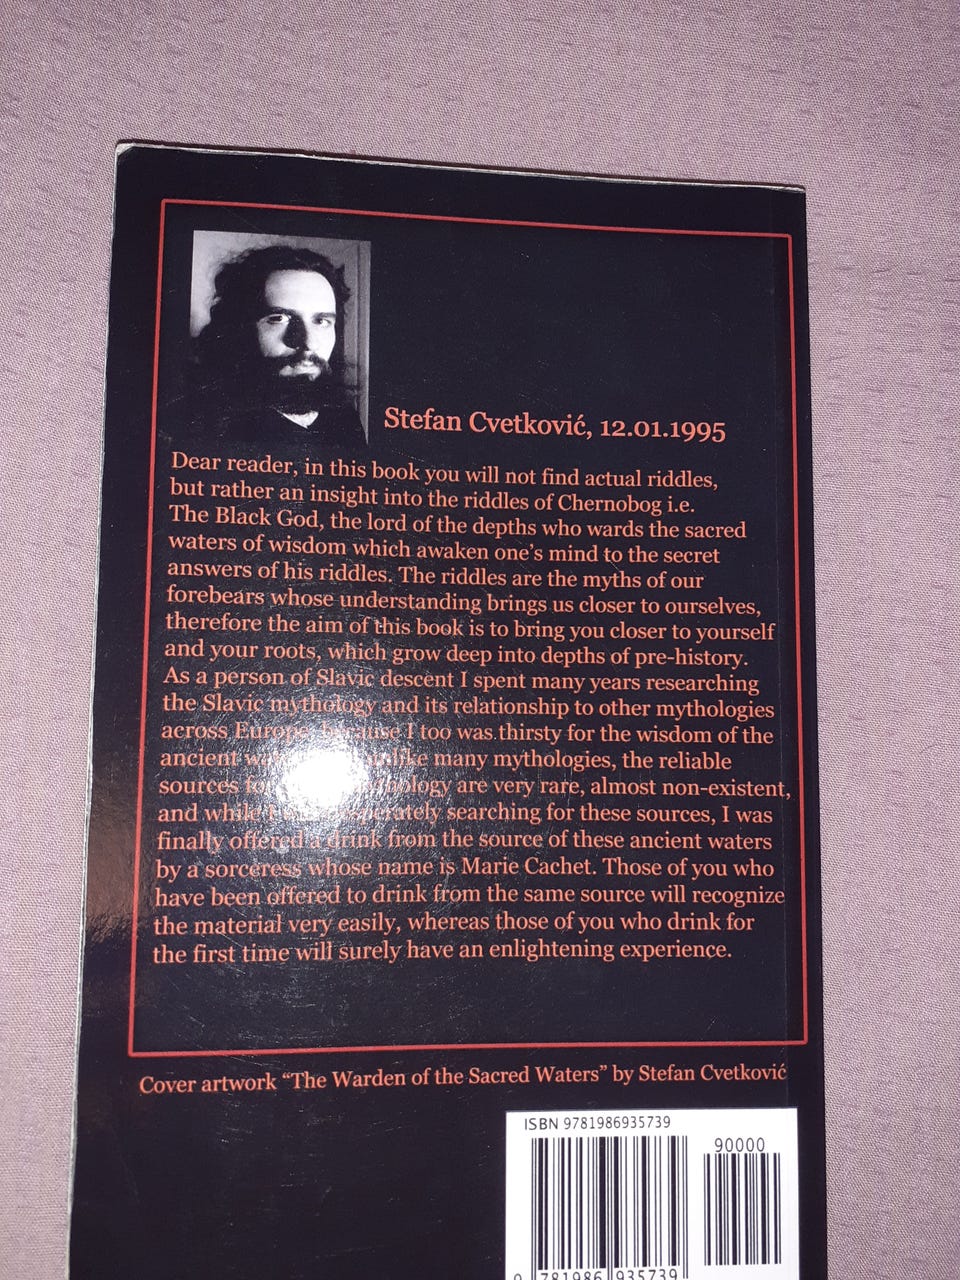 Stefan Cvetković, 12.01.1995
Dear reader, in this book you will not find actual riddles,
but rather an insight into the riddles of Chernobog i.e.
The Black God, the lord of the depths who wards the sacred
waters of wisdom which awaken one's mind to the secret
answers of his riddles. The riddles are the myths of our
forebears whose understanding brings us closer to ourselves,
therefore the aim of this book is to bring you closer to yourself
and your roots, which grow deep into depths of pre-history.
As a person of Slavic descent I spent many years researching
the Slavic mythology and its relationship to other mythologies
across Europe, because I too was thirsty for the wisdom of the
ancient many mythologies, the reliable
sources are very rare, almost non-existent,
and while searching for these sources, I was
finally offered a drink from the source of these ancient waters
by a sorceress whose name is Marie Cachet. Those of you who
have been offered to drink from the same source will recognize
the material very easily, whereas those of you who drink for
the first time will surely have an enlightening experience.
Cover artwork “The Warden of the Sacred Waters” by Stefan Cvetković
ISBN 9781986935739
90000
9 781986 935739